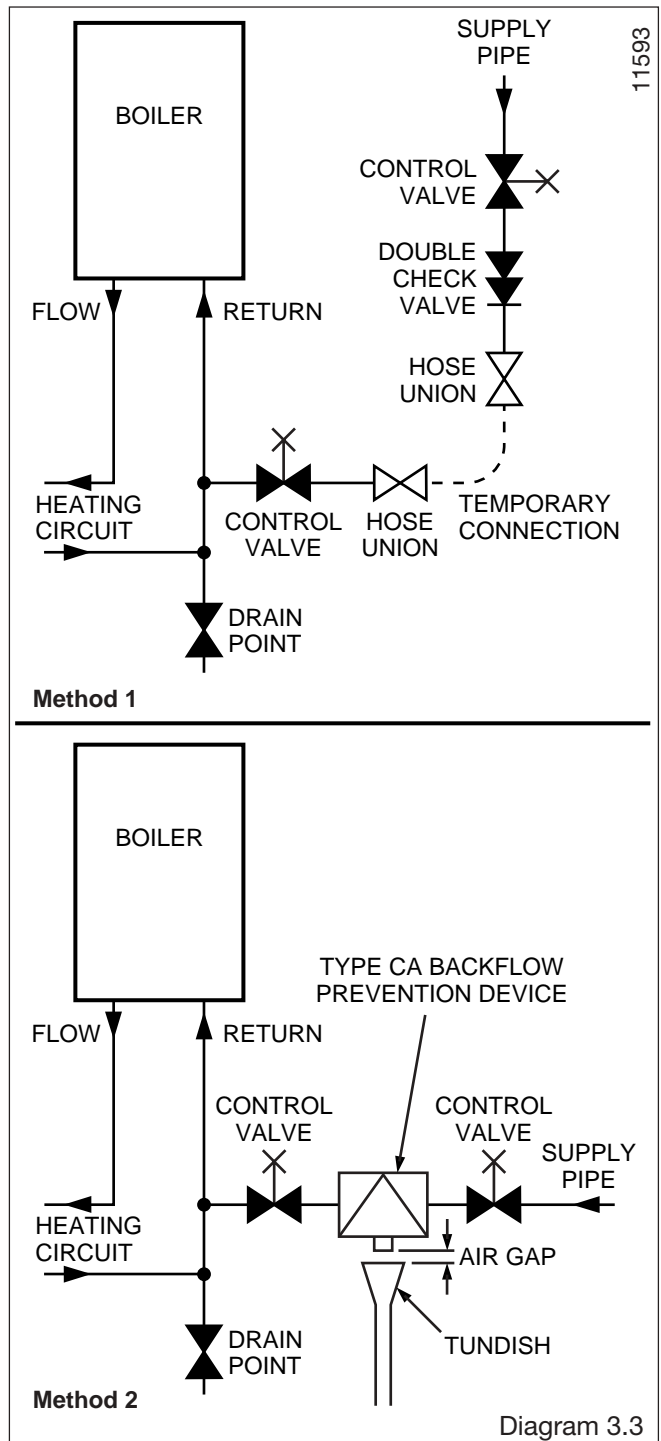 SUPPLY
PIPE
11593
BOILER
CONTROL
VALVE
DOUBLE
CHECK
VALVE
FLOW
RETURN
HOSE
UNION
HEATING
CIRCUIT
CONTROL
VALVE
HOSE
UNION
TEMPORARY
CONNECTION
DRAIN
POINT
Method 1
BOILER
TYPE CA BACKFLOW
PREVENTION DEVICE
FLOW
RETURN
CONTROL
VALVE
CONTROL
VALVE
SUPPLY
PIPE
HEATING
CIRCUIT
AIR GAP
DRAIN
POINT
TUNDISH
Method 2
Diagram 3.3